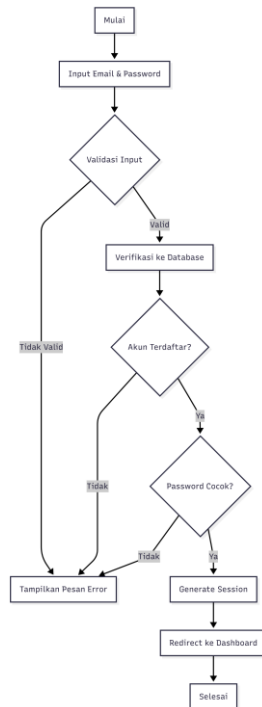 Mulai
Input Email & Password
Validasi Input
Valid
Verifikasi ke Database
Tidak Valid
Akun Terdaftar?
Ya
Tidak
Password Cocok?
Tidak
Ya
Tampilkan Pesan Error
Generate Session
Redirect ke Dashboard
Selesai